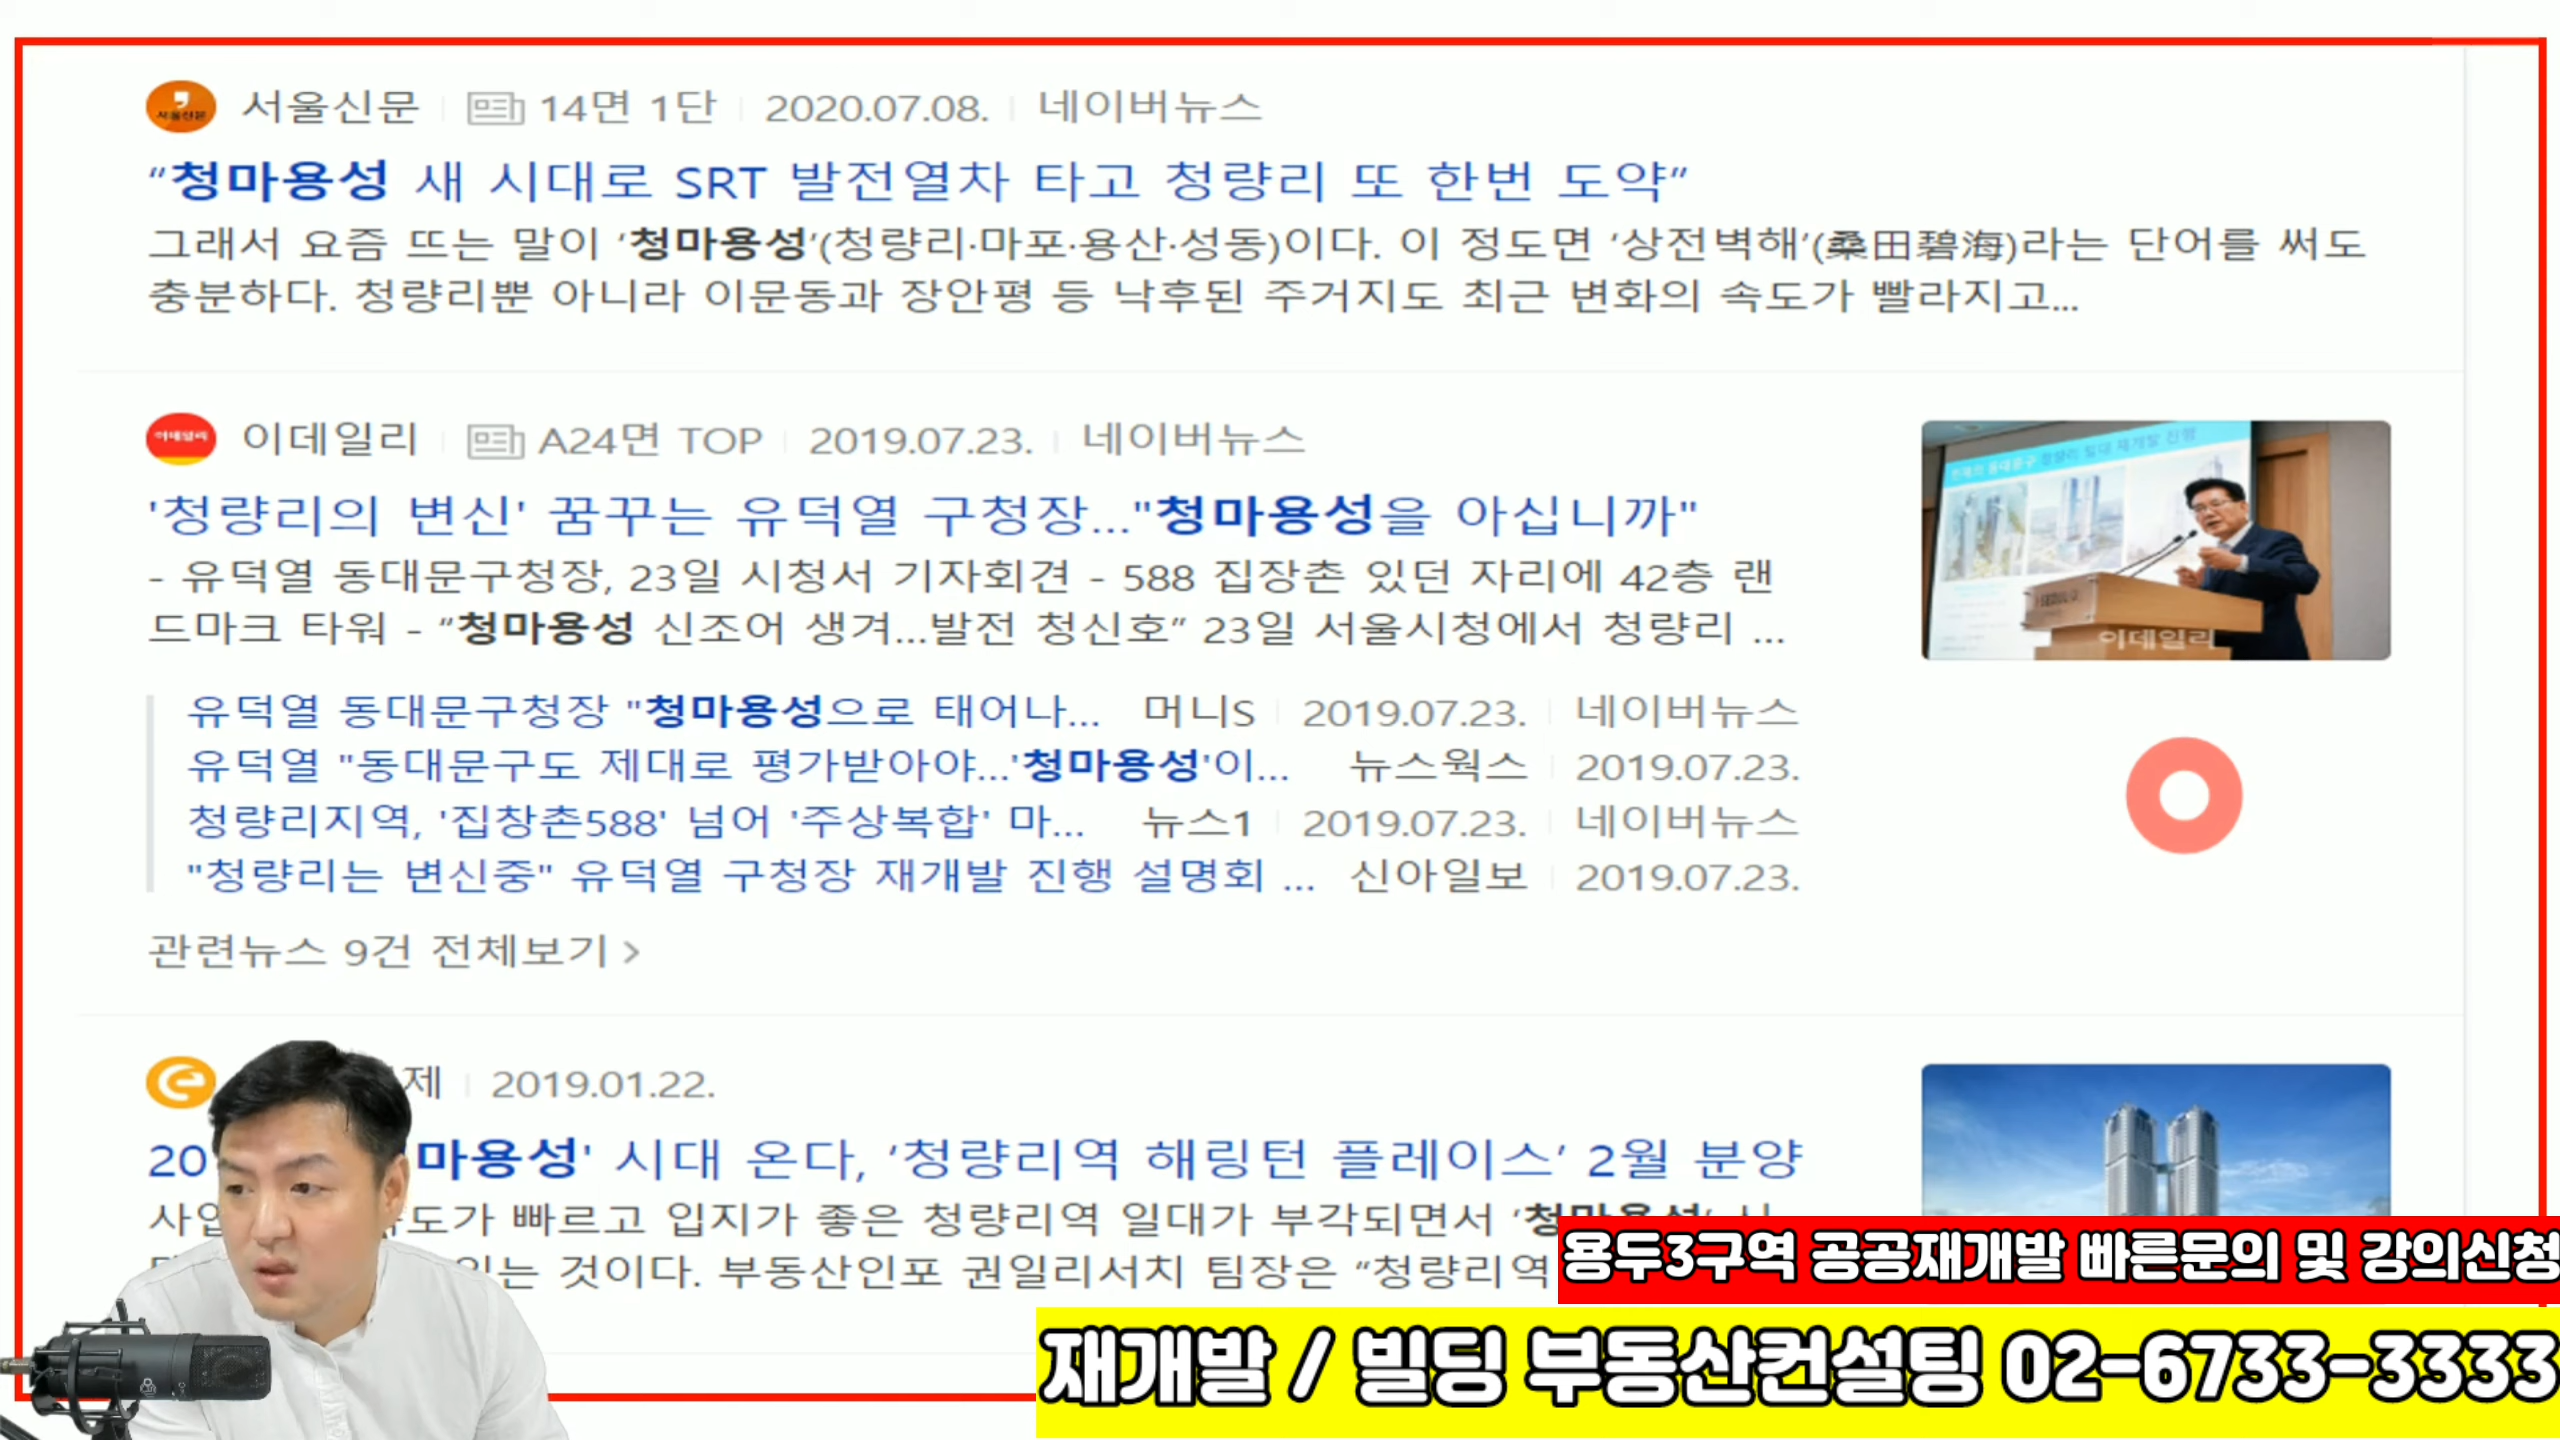 서울신문 14면 1단 2020.07.08. 네이버뉴스
“청마용성 새 시대로 SRT 발전열차 타고 청량리 또 한번 도약”
그래서 요즘 뜨는 말이 ‘청마용성’(청량리·마포·용산·성동)이다. 이 정도면 ‘상전벽해’(桑田碧海)라는 단어를 써도
충분하다. 청량리뿐 아니라 이문동과 장안평 등 낙후된 주거지도 최근 변화의 속도가 빨라지고...
이데일리 A24면 TOP 2019.07.23. 네이버뉴스
'청량리의 변신' 꿈꾸는 유덕열 구청장..."청마용성을 아십니까"
- 유덕열 동대문구청장, 23일 시청서 기자회견 - 588 집장촌 있던 자리에 42층 랜
드마크 타워 - “청마용성 신조어 생겨...발전 청신호” 23일 서울시청에서 청량리 ...
이데일리
유덕열 동대문구청장 "청마용성으로 태어나... 머니S 2019.07.23. 네이버뉴스
유덕열 "동대문구도 제대로 평가받아야...'청마용성'이... 뉴스웍스 2019.07.23.
청량리지역, '집창촌588' 넘어 '주상복합' 마... 뉴스1 2019.07.23. 네이버뉴스
"청량리는 변신중" 유덕열 구청장 재개발 진행 설명회 ... 신아일보 2019.07.23.
관련뉴스 9건 전체보기 >
제 2019.01.22.
20 마용성' 시대 온다, ‘청량리역 해링턴 플레이스’ 2월 분양
도가 빠르고 입지가 좋은 청량리역 일대가 부각되면서
있는 것이다. 부동산인포 권일리서치 팀장은 “청량리역
용두3구역 공공재개발 빠른문의 및 강의신청
재개발 / 빌딩 부동산컨설팅 02-6733-3333